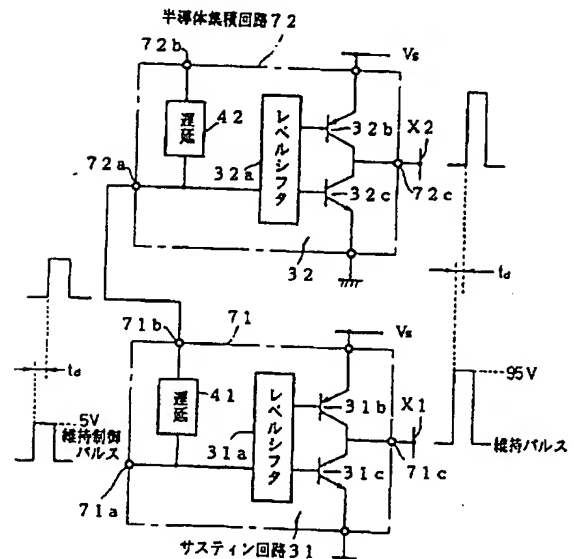 半導体集積回路72
72b
Vs
遅延
42
レベルシフタ
32b
X2
72a
32a
32c
72c
32
td
71b
71
Vs
95V
遅延
41
レベルシフタ
31b
X1
td
5V
維持制御
パルス
31a
31c
71c
維持パルス
71a
サスティン回路31